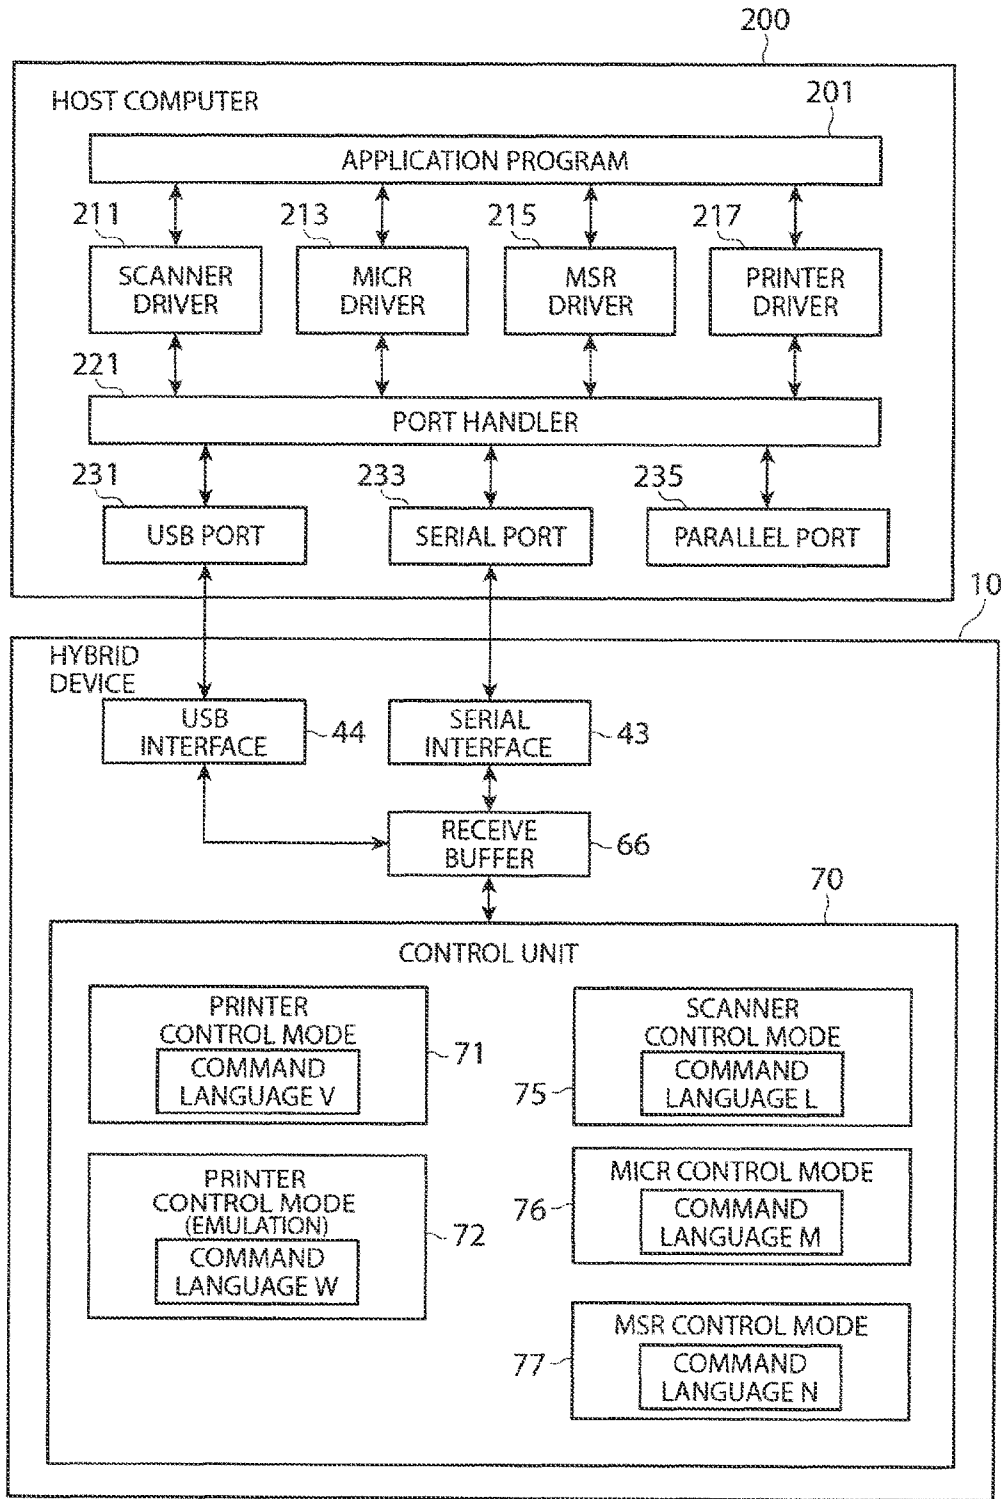 200
HOST COMPUTER
201
APPLICATION PROGRAM
211
213
215
217
SCANNER
DRIVER
MICR
DRIVER
MSR
DRIVER
PRINTER
DRIVER
221
PORT HANDLER
231
233
235
USB PORT
SERIAL PORT
PARALLEL PORT
10
HYBRID
DEVICE
USB
INTERFACE
44
SERIAL
INTERFACE
43
RECEIVE
BUFFER
66
70
CONTROL UNIT
PRINTER
CONTROL MODE
COMMAND
LANGUAGE V
71
SCANNER
CONTROL MODE
COMMAND
LANGUAGE L
75
PRINTER
CONTROL MODE
(EMULATION)
COMMAND
LANGUAGE W
72
MICR CONTROL MODE
COMMAND
LANGUAGE M
76
MSR CONTROL MODE
COMMAND
LANGUAGE N
77